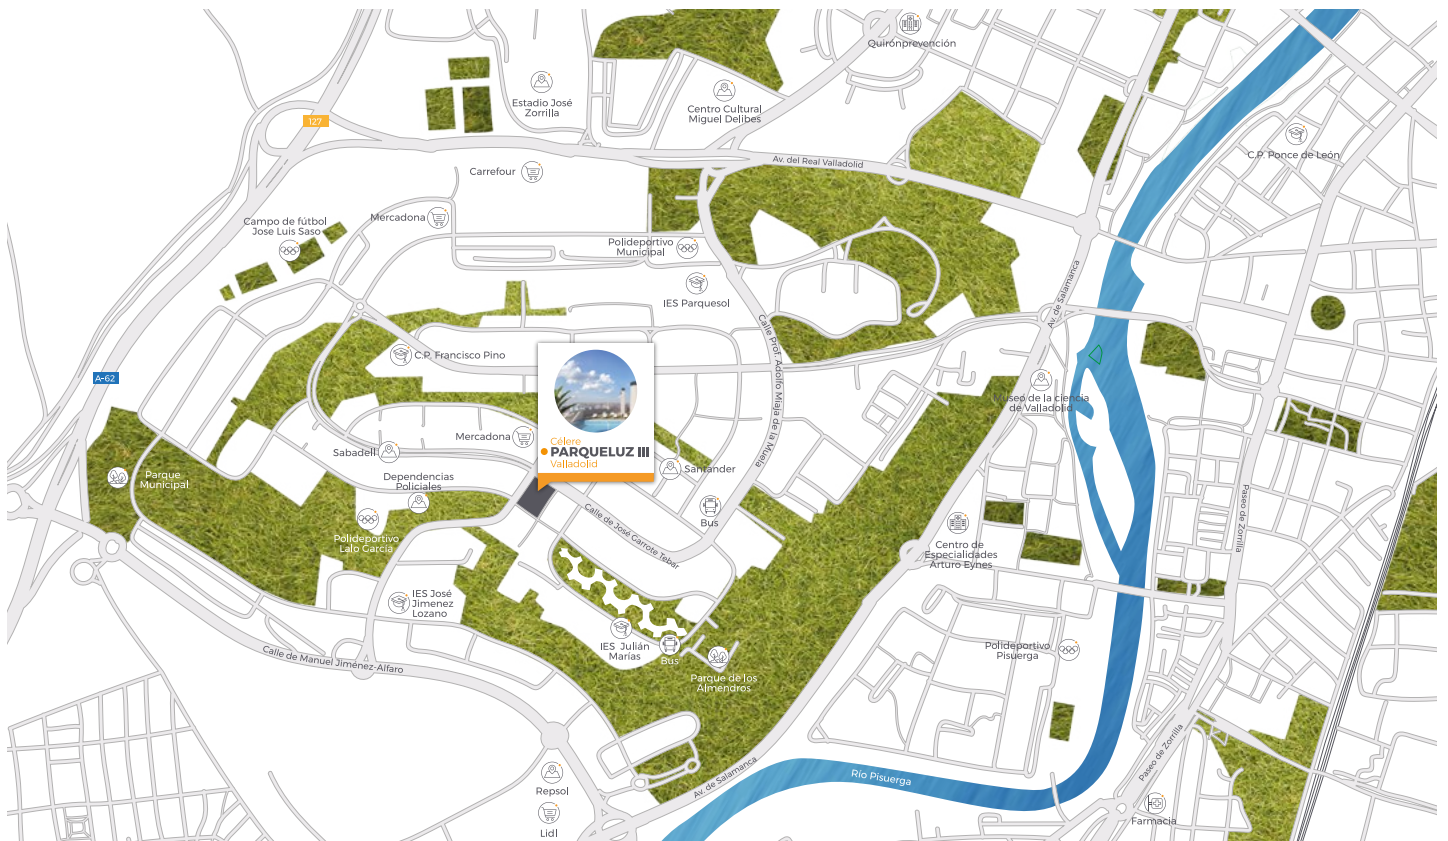 Quirónprevención
Estadio José
Zorrilla
Centro Cultural
Miguel Delibes
127
Av. del Real Valladolid
C.P. Ponce de León
Carrefour
Mercadona
Campo de fútbol
Jose Luis Saso
Polideportivo
Municipal
IES Parquesol
Av. de Salamanca
Calle Prof. Adolfo Miaja de la Muela
C.P. Francisco Pino
A-62
Museo de la ciencia
de Valladolid
Célere
PARQUELUZ III
Valladolid
Mercadona
Sabadell
Santander
Parque
Municipal
Dependencias
Policiales
Bus
Paseo de Zorrilla
Polideportivo
Lalo García
Calle de José Garrote Tebar
Centro de
Especialidades
Arturo Eynes
IES José
Jimenez
Lozano
IES Julián
Marías
Bus
Polideportivo
Pisuerga
Calle de Manuel Jiménez-Alfaro
Parque de los
Almendros
Paseo de Zorrilla
Av. de Salamanca
Río Pisuerga
Repsol
Farmacia
Lidl